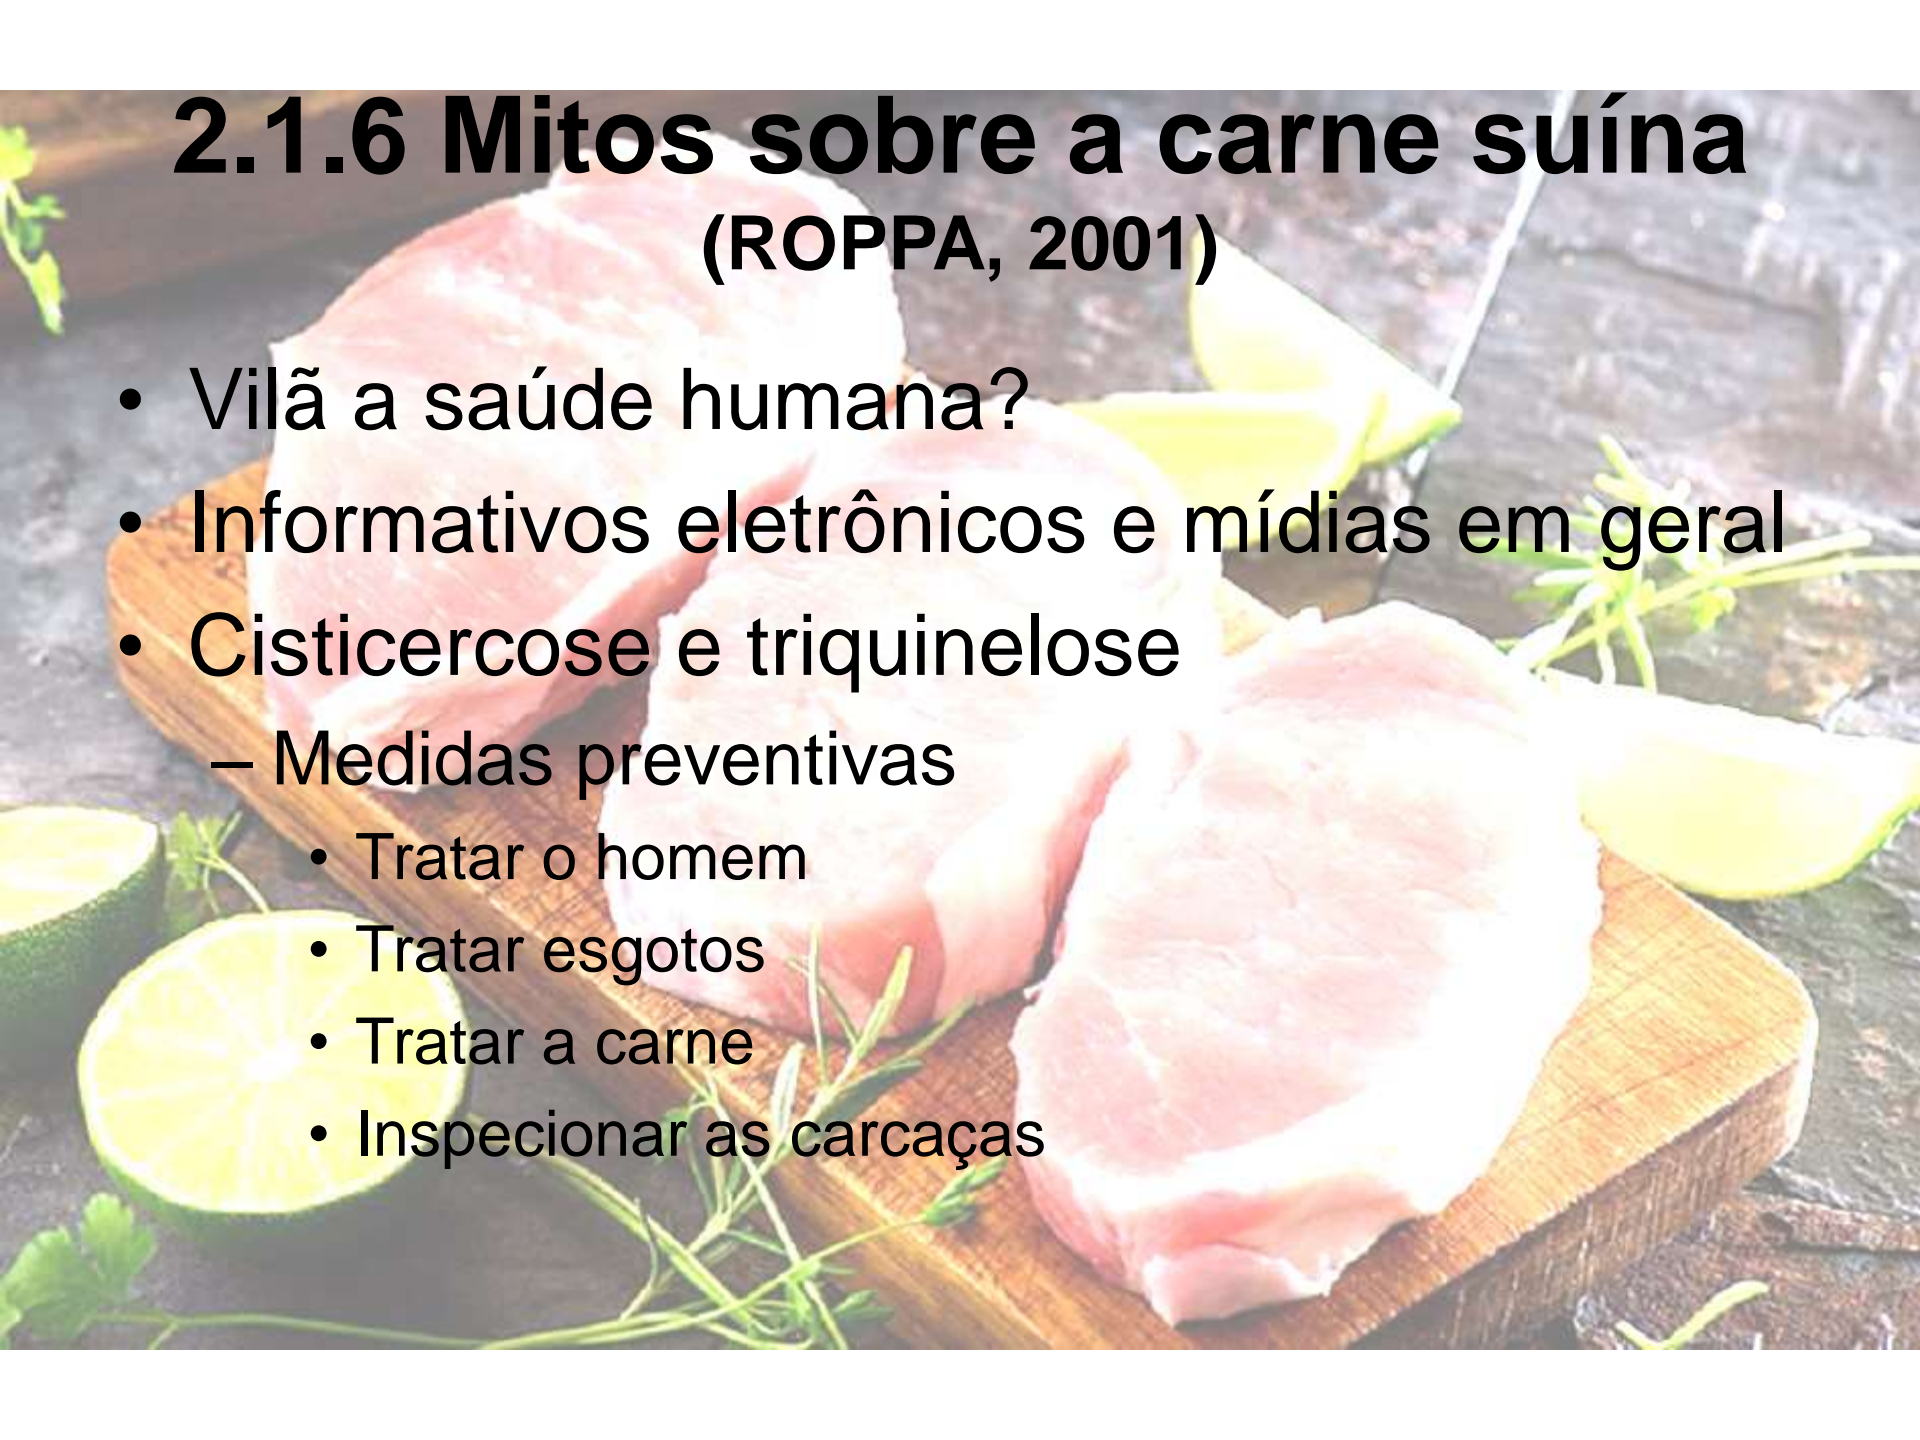 2.1.6 Mitos sobre a carne suína
(ROPPA, 2001)
• Vilã a saúde humana?
• Informativos eletrônicos e mídias em geral
• Cisticercose e triquinelose
– Medidas preventivas
• Tratar o homem
• Tratar esgotos
• Tratar a carne
• Inspecionar as carcaças